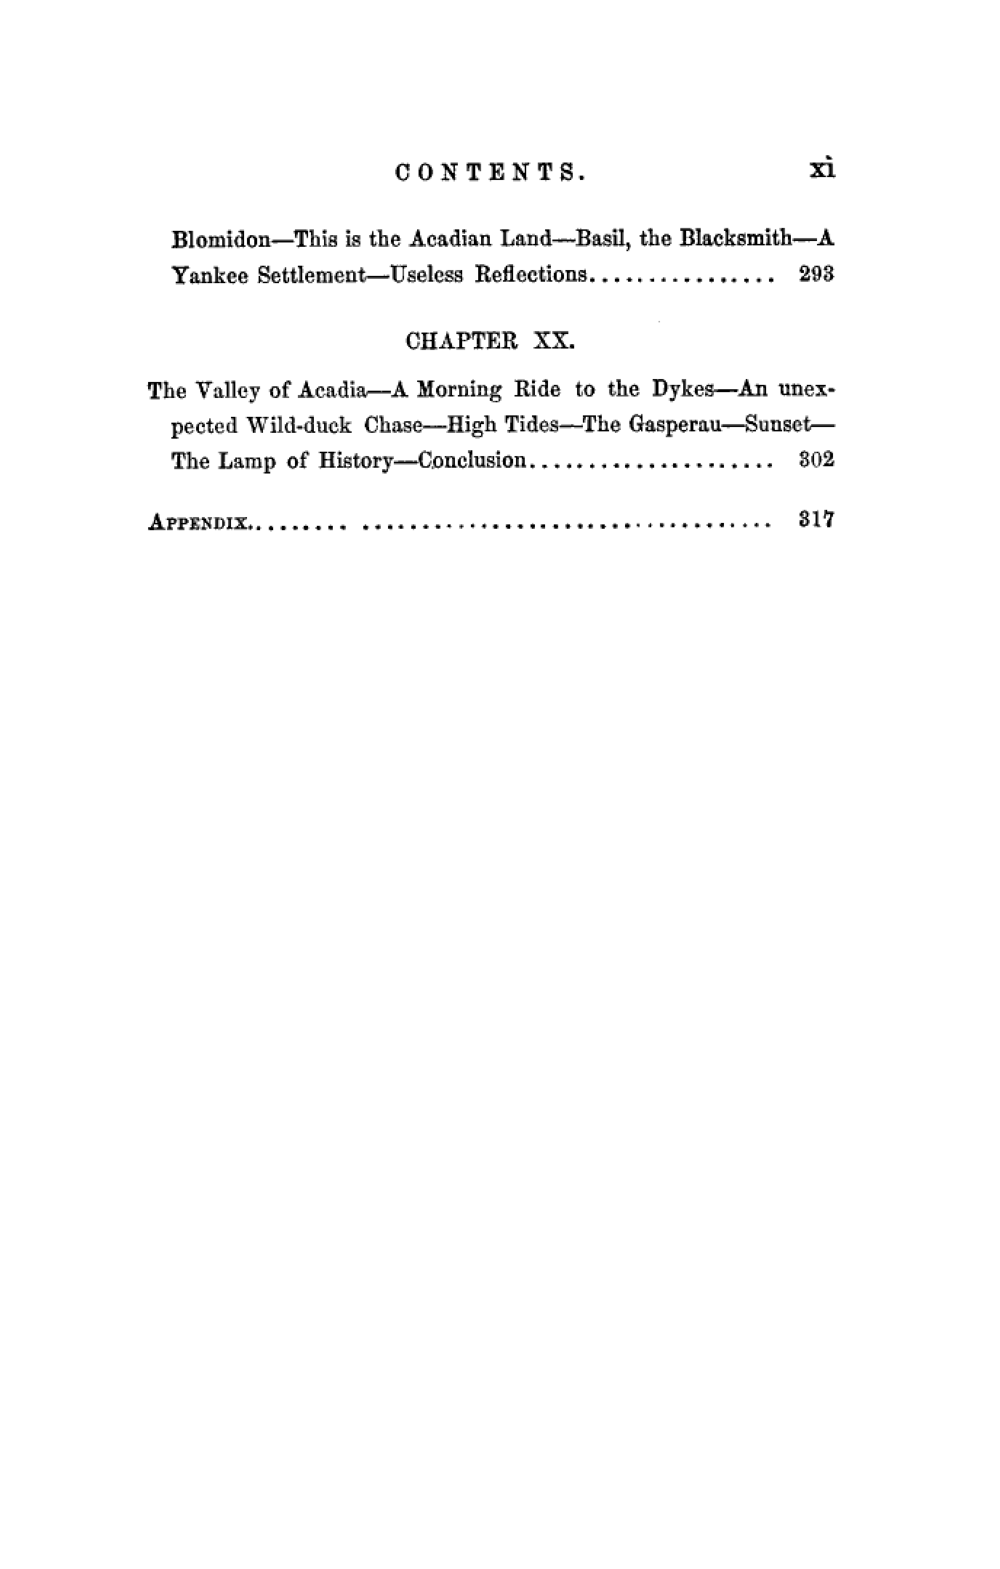 CONTENTS. xi
Blomidon—This is the Acadian Land—Basil, the Blacksmith—A
Yankee Settlement—Useless Reflections................ 293
CHAPTER XX.
The Valley of Acadia—A Morning Ride to the Dykes—An unex-
pected Wild-duck Chase—High Tides—The Gasperau—Sunset—
The Lamp of History—Conclusion..................... 302
APPENDIX......... ................................... 317